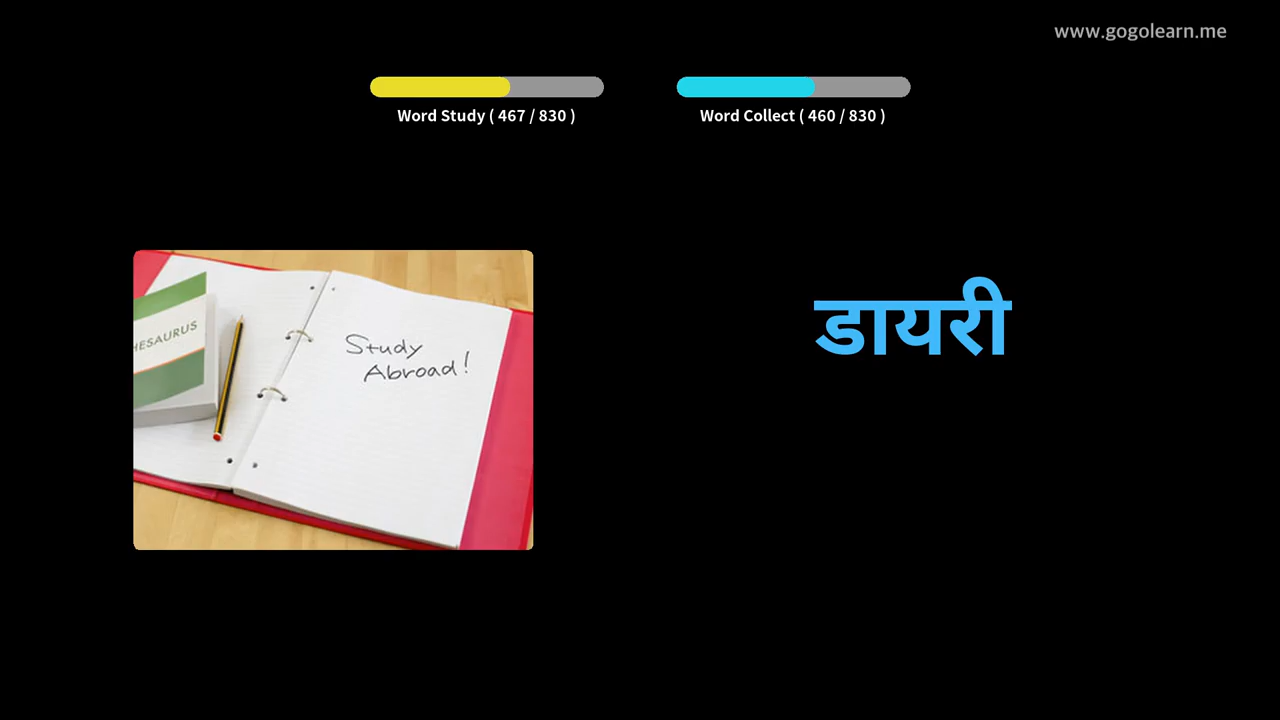 www.gogolearn.me
Word Study ( 467 / 830 )
Word Collect ( 460 / 830 )
HESAURUS
Study
Abroad!
डायरी